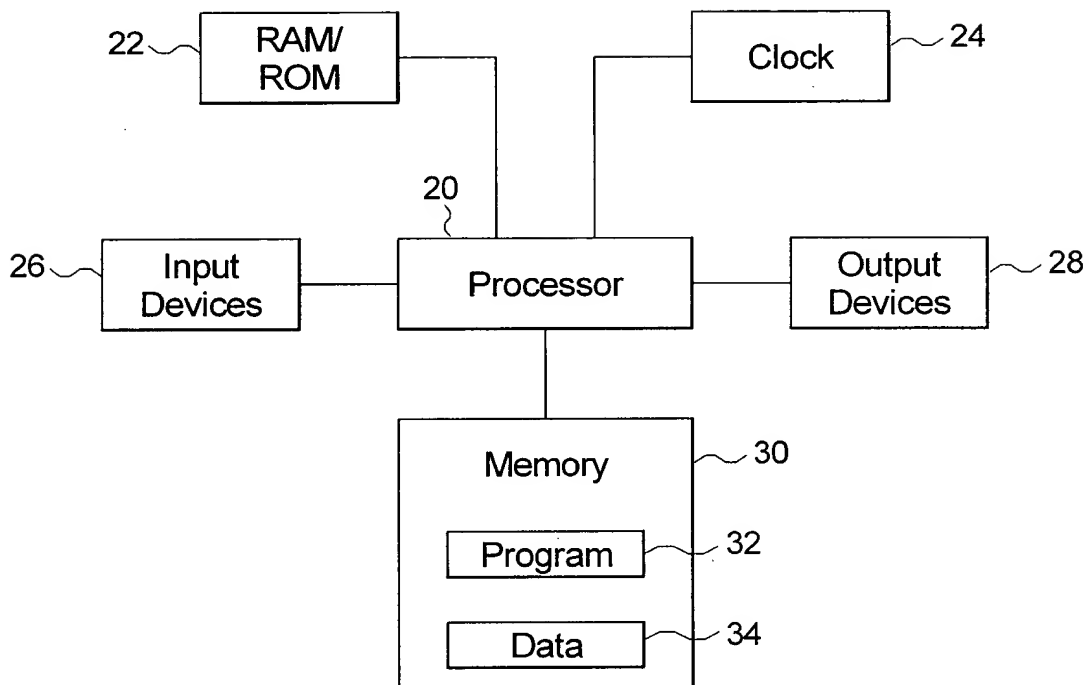 22
RAM/
ROM
Clock
24
20
26
Input
Devices
Processor
Output
Devices
28
Memory
30
Program
32
Data
34